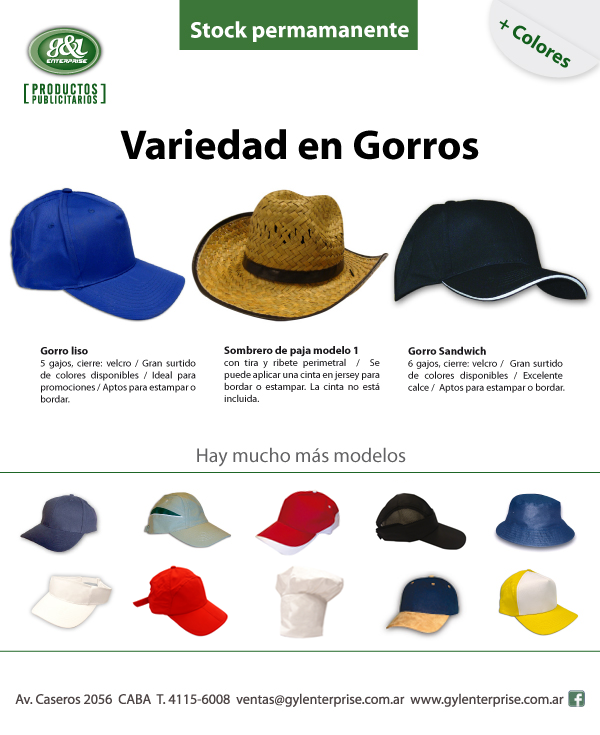 Stock permamanente
+ Colores
g&l
ENTERPRISE
[PRODUCTOS
PUBLICITARIOS]
Variedad en Gorros
Gorro liso
5 gajos, cierre: velcro / Gran surtido
de colores disponibles / Ideal para
promociones / Aptos para estampar o
bordar.
Sombrero de paja modelo 1
con tira y ribete perimetral / Se
puede aplicar una cinta en jersey para
bordar o estampar. La cinta no está
incluida.
Gorro Sandwich
6 gajos, cierre: velcro / Gran surtido
de colores disponibles / Excelente
calce / Aptos para estampar o bordar.
Hay mucho más modelos
Av. Caseros 2056 CABA T. 4115-6008 ventas@gylenterprise.com.ar www.gylenterprise.com.ar f